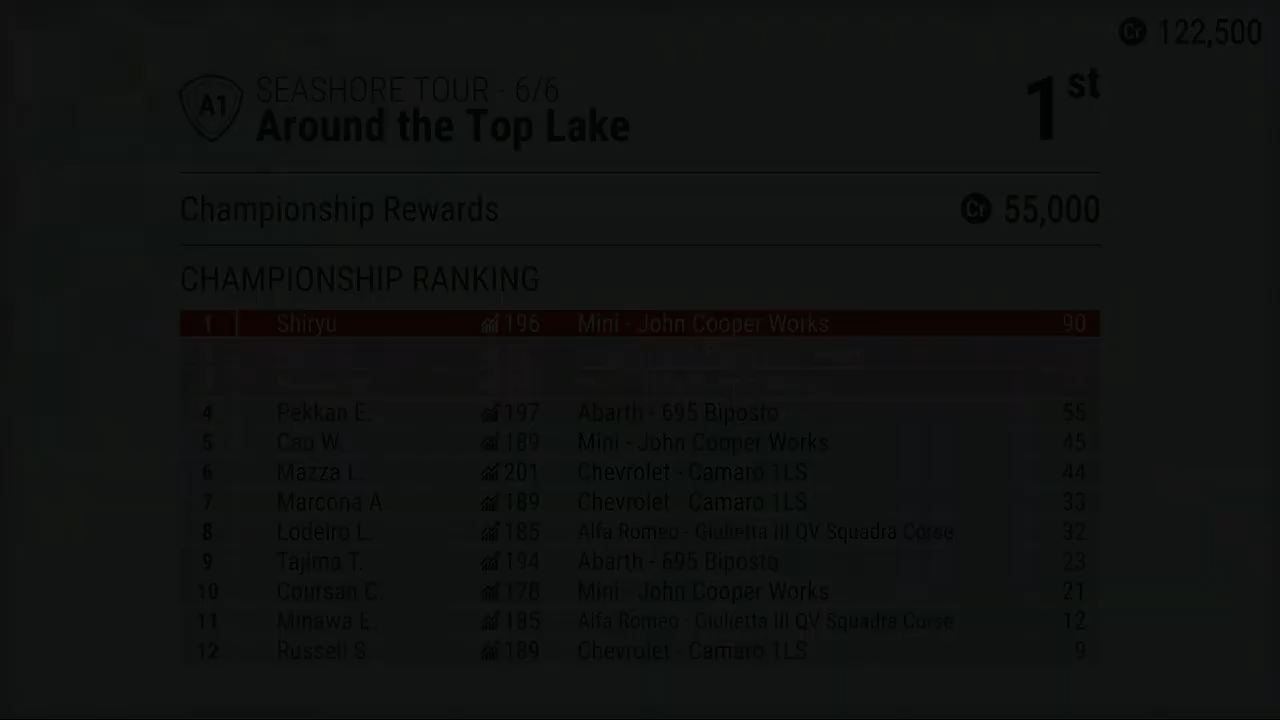 Cr 122,500
A1 SEASHORE TOUR - 6/6 1st
Around the Top Lake
Championship Rewards Cr 55,000
CHAMPIONSHIP RANKING
1 Shiryu 196 Mini - John Cooper Works 90
4 Pekkan E. 197 Abarth - 695 Biposto 55
5 Cao W. 189 Mini - John Cooper Works 45
6 Mazza L. 201 Chevrolet - Camaro 1LS 44
7 Marcona A. 189 Chevrolet - Camaro 1LS 33
8 Lodeiro L. 185 Alfa Romeo - Giulietta III QV Squadra Corse 32
9 Tajima T. 194 Abarth - 695 Biposto 23
10 Coursan C. 178 Mini - John Cooper Works 21
11 Minawa E. 185 Alfa Romeo - Giulietta III QV Squadra Corse 12
12 Russell S. 189 Chevrolet - Camaro 1LS 9